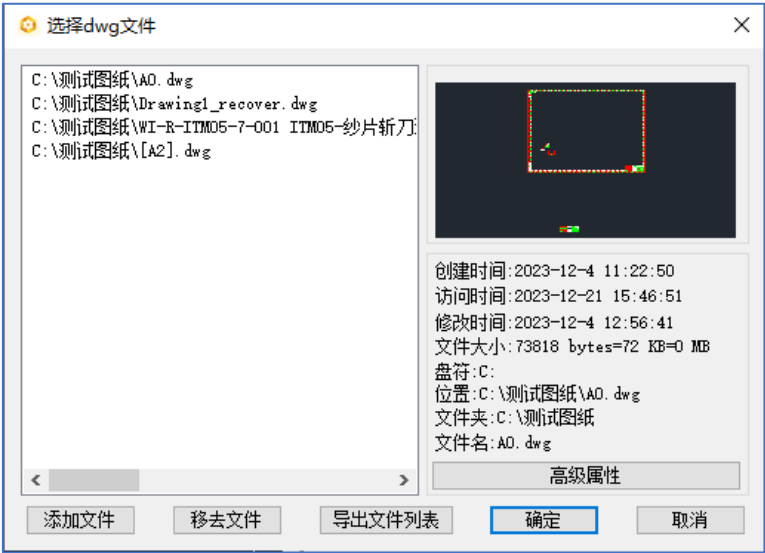 选择dwg文件
C:\测试图纸\A0.dwg
C:\测试图纸\Drawing1_recover.dwg
C:\测试图纸\WI-R-ITM05-7-001 ITM05-纱片斩刀
C:\测试图纸\[A2].dwg
创建时间:2023-12-4 11:22:50
访问时间:2023-12-21 15:46:51
修改时间:2023-12-4 12:56:41
文件大小:73818 bytes=72 KB=0 MB
盘符:C:
位置:C:\测试图纸\A0.dwg
文件夹:C:\测试图纸
文件名:A0.dwg
高级属性
添加文件
移去文件
导出文件列表
确定
取消